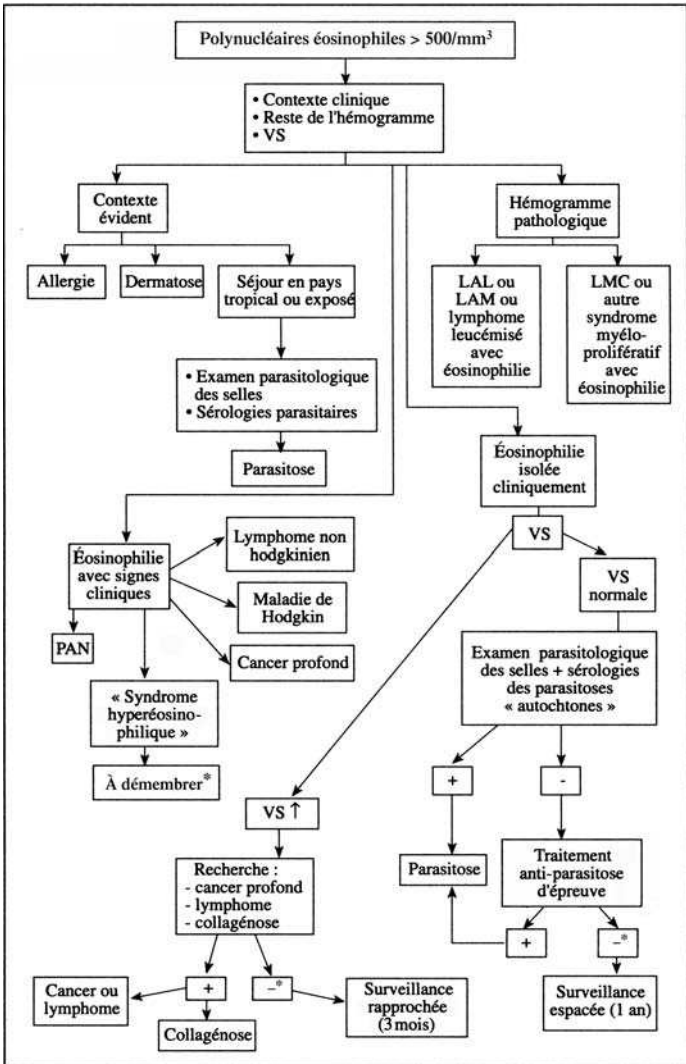 Polynucléaires éosinophiles > 500/mm³
• Contexte clinique
• Reste de l'hémogramme
• VS
Contexte
évident
Hémogramme
pathologique
Allergie
Dermatose
Séjour en pays
tropical ou exposé
LAL ou
LAM ou
lymphome
leucémisé
avec
éosinophilie
LMC ou
autre
syndrome
myélo-
prolifératif
avec
éosinophilie
• Examen parasitologique
des selles
• Sérologies parasitaires
Parasitose
Éosinophilie
isolée
cliniquement
VS
VS
normale
Éosinophilie
avec signes
cliniques
Lymphome non
hodgkinien
Maladie de
Hodgkin
Cancer profond
PAN
« Syndrome
hyperéosino-
philique »
À démembrer*
Examen parasitologique
des selles + sérologies
des parasitoses
« autochtones »
+
-
Parasitose
Traitement
anti-parasitose
d'épreuve
+
–*
Surveillance
espacée (1 an)
VS ↑
Recherche :
- cancer profond
- lymphome
- collagénose
+
–*
Cancer ou
lymphome
Collagénose
Surveillance
rapprochée
(3 mois)